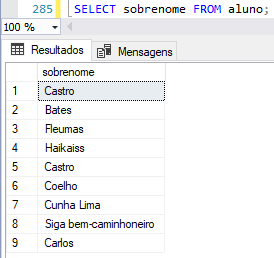 285 SELECT sobrenome FROM aluno;
100 %
Resultados Mensagens
sobrenome
1 Castro
2 Bates
3 Fleumas
4 Haikaiss
5 Castro
6 Coelho
7 Cunha Lima
8 Siga bem-caminhoneiro
9 Carlos